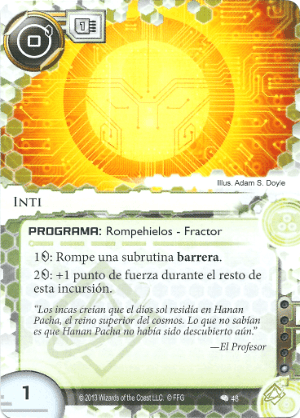 0
1
Illus. Adam S. Doyle
INTI
PROGRAMA: Rompehielos - Fractor
1: Rompe una subrutina barrera.
2: +1 punto de fuerza durante el resto de
esta incursión.
“Los incas creían que el dios sol residía en Hanan
Pacha, el reino superior del cosmos. Lo que no sabían
es que Hanan Pacha no había sido descubierto aún.”
—El Profesor
1
© 2013 Wizards of the Coast LLC. © FFG
48